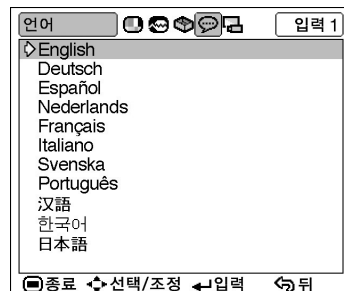 언어 입력 1
English
Deutsch
Español
Nederlands
Français
Italiano
Svenska
Português
汉語
한국어
日本語
종료 선택/조정 입력 뒤